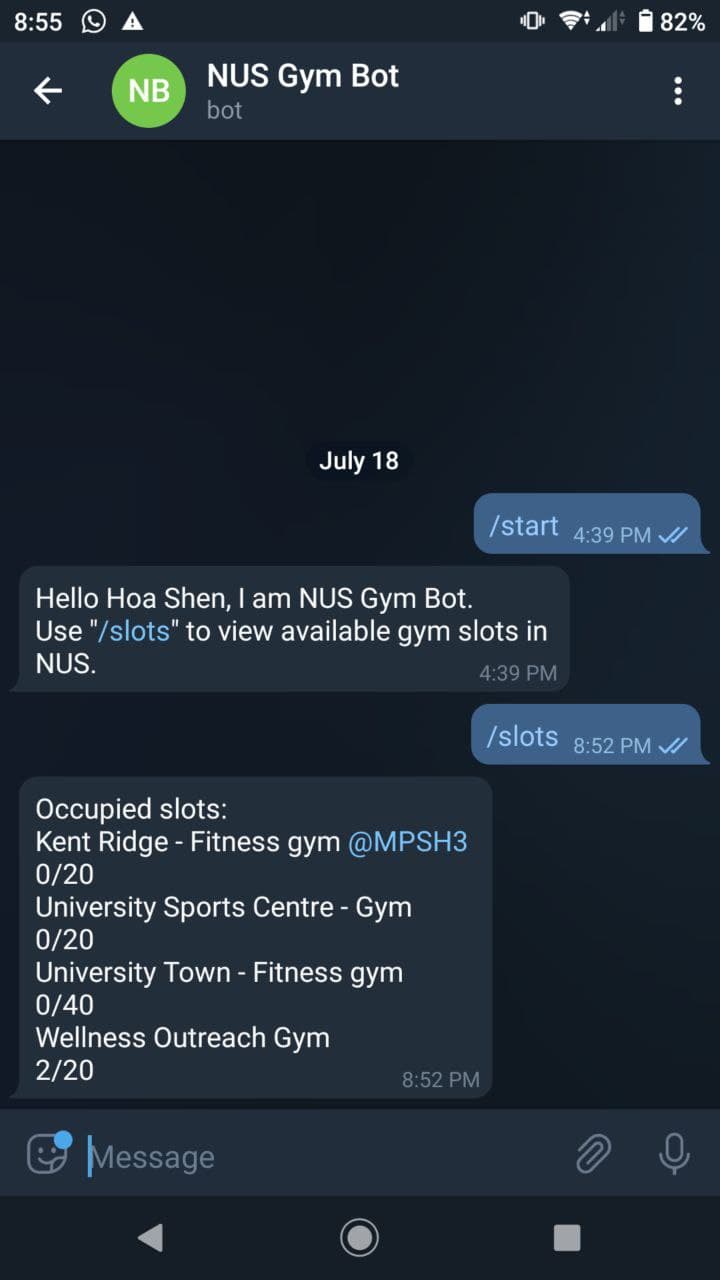 8:55
82%
NB
NUS Gym Bot
bot
July 18
/start 4:39 PM
Hello Hoa Shen, I am NUS Gym Bot.
Use "/slots" to view available gym slots in
NUS.
4:39 PM
/slots 8:52 PM
Occupied slots:
Kent Ridge - Fitness gym @MPSH3
0/20
University Sports Centre - Gym
0/20
University Town - Fitness gym
0/40
Wellness Outreach Gym
2/20
8:52 PM
Message